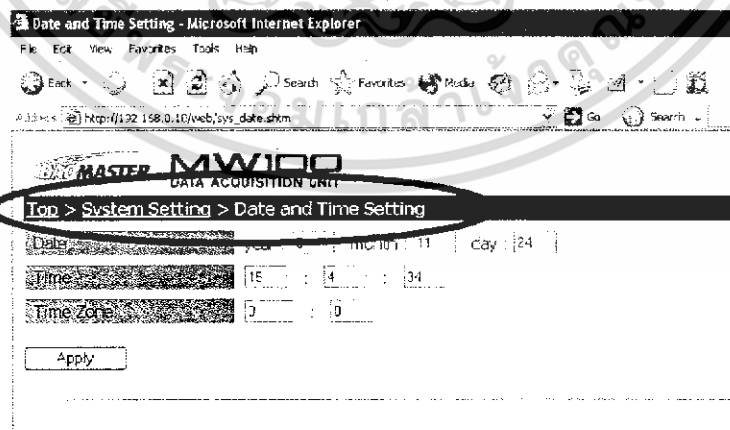 Date and Time Setting - Microsoft Internet Explorer
File Edit View Favorites Tools Help
Back Search Favorites Media
Address http://192.168.0.10/web/sys_date.shtm Go Search
DAQMASTER MW100
DATA ACQUISITION UNIT
Top > System Setting > Date and Time Setting
Date year month 11 day 24
Time 15 : 4 : 34
Time Zone 0 : 0
Apply